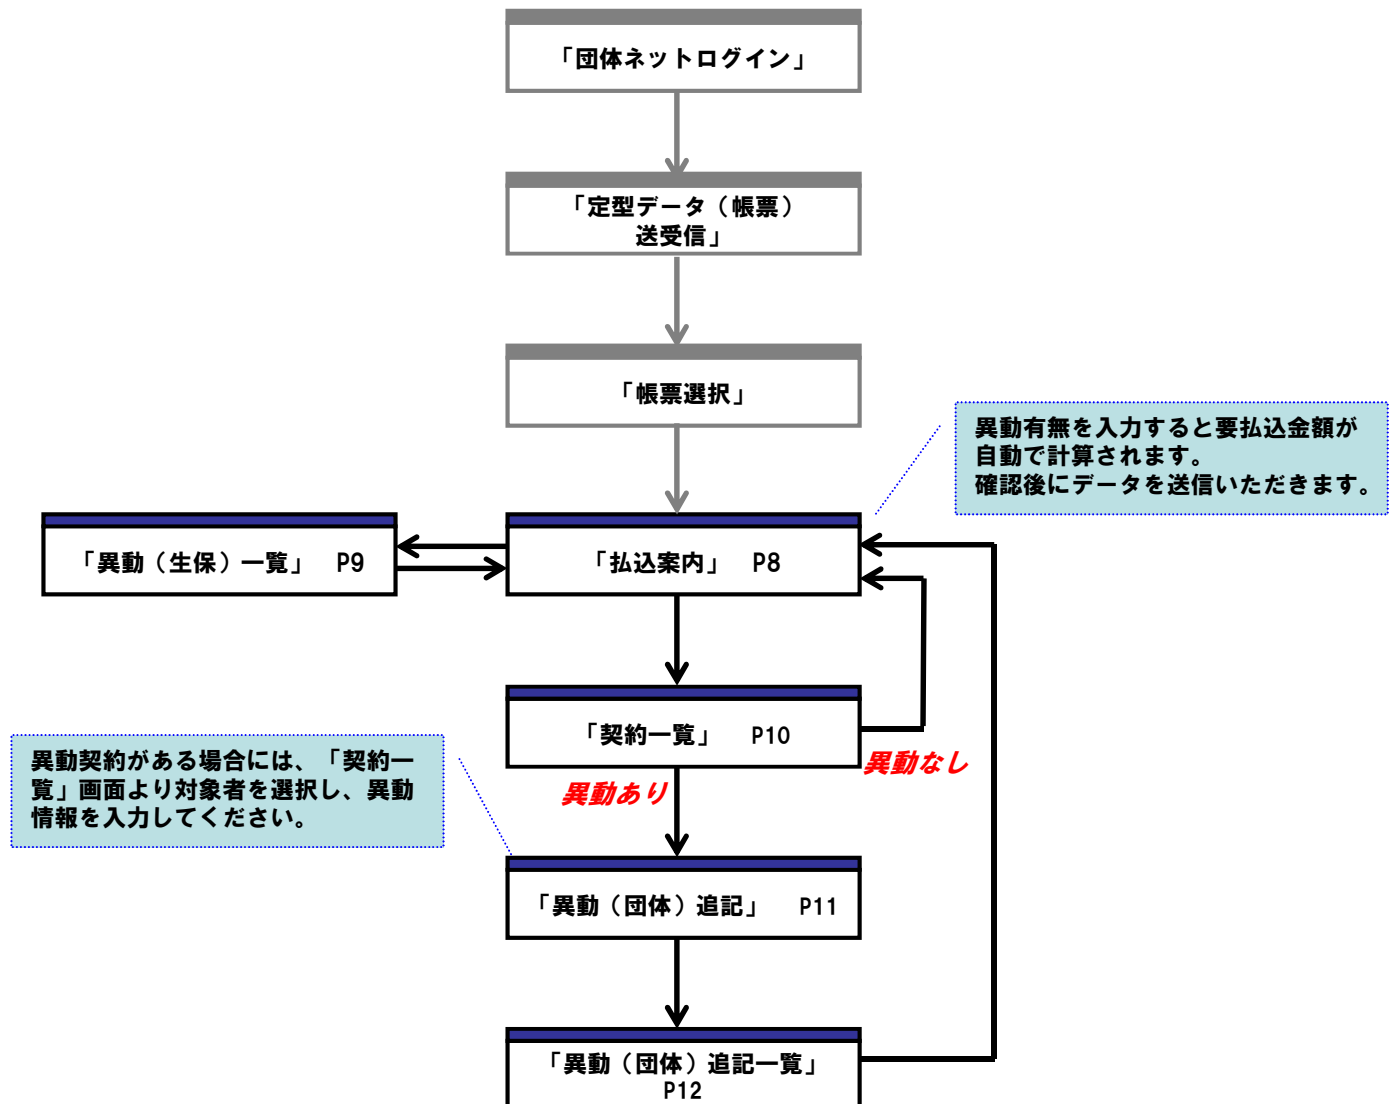 「団体ネットログイン」
「定型データ（帳票）
送受信」
「帳票選択」
異動有無を入力すると要払込金額が
自動で計算されます。
確認後にデータを送信いただきます。
「異動（生保）一覧」 P9
「払込案内」 P8
「契約一覧」 P10
異動なし
異動あり
異動契約がある場合には、「契約一
覧」画面より対象者を選択し、異動
情報を入力してください。
「異動（団体）追記」 P11
「異動（団体）追記一覧」
P12